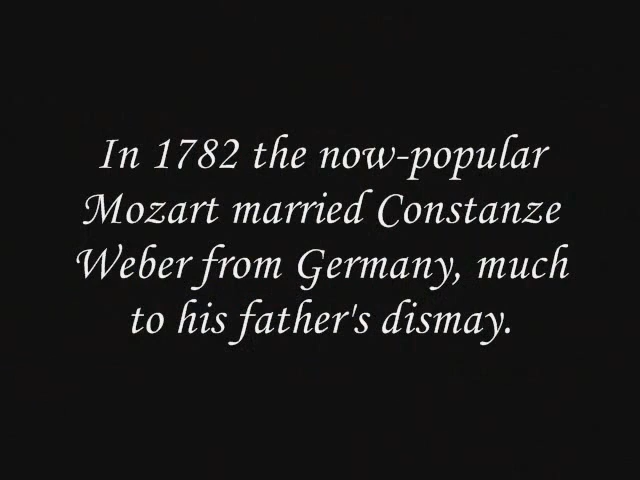 In 1782 the now-popular
Mozart married Constanze
Weber from Germany, much
to his father's dismay.